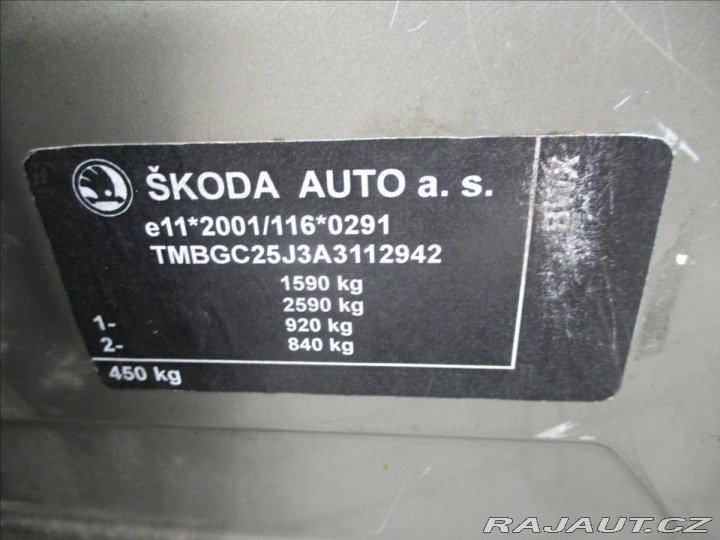 ŠKODA AUTO a. s.
e11*2001/116*0291
TMBGC25J3A3112942
1590 kg
2590 kg
1- 920 kg
2- 840 kg
450 kg
RAJAUT.CZ